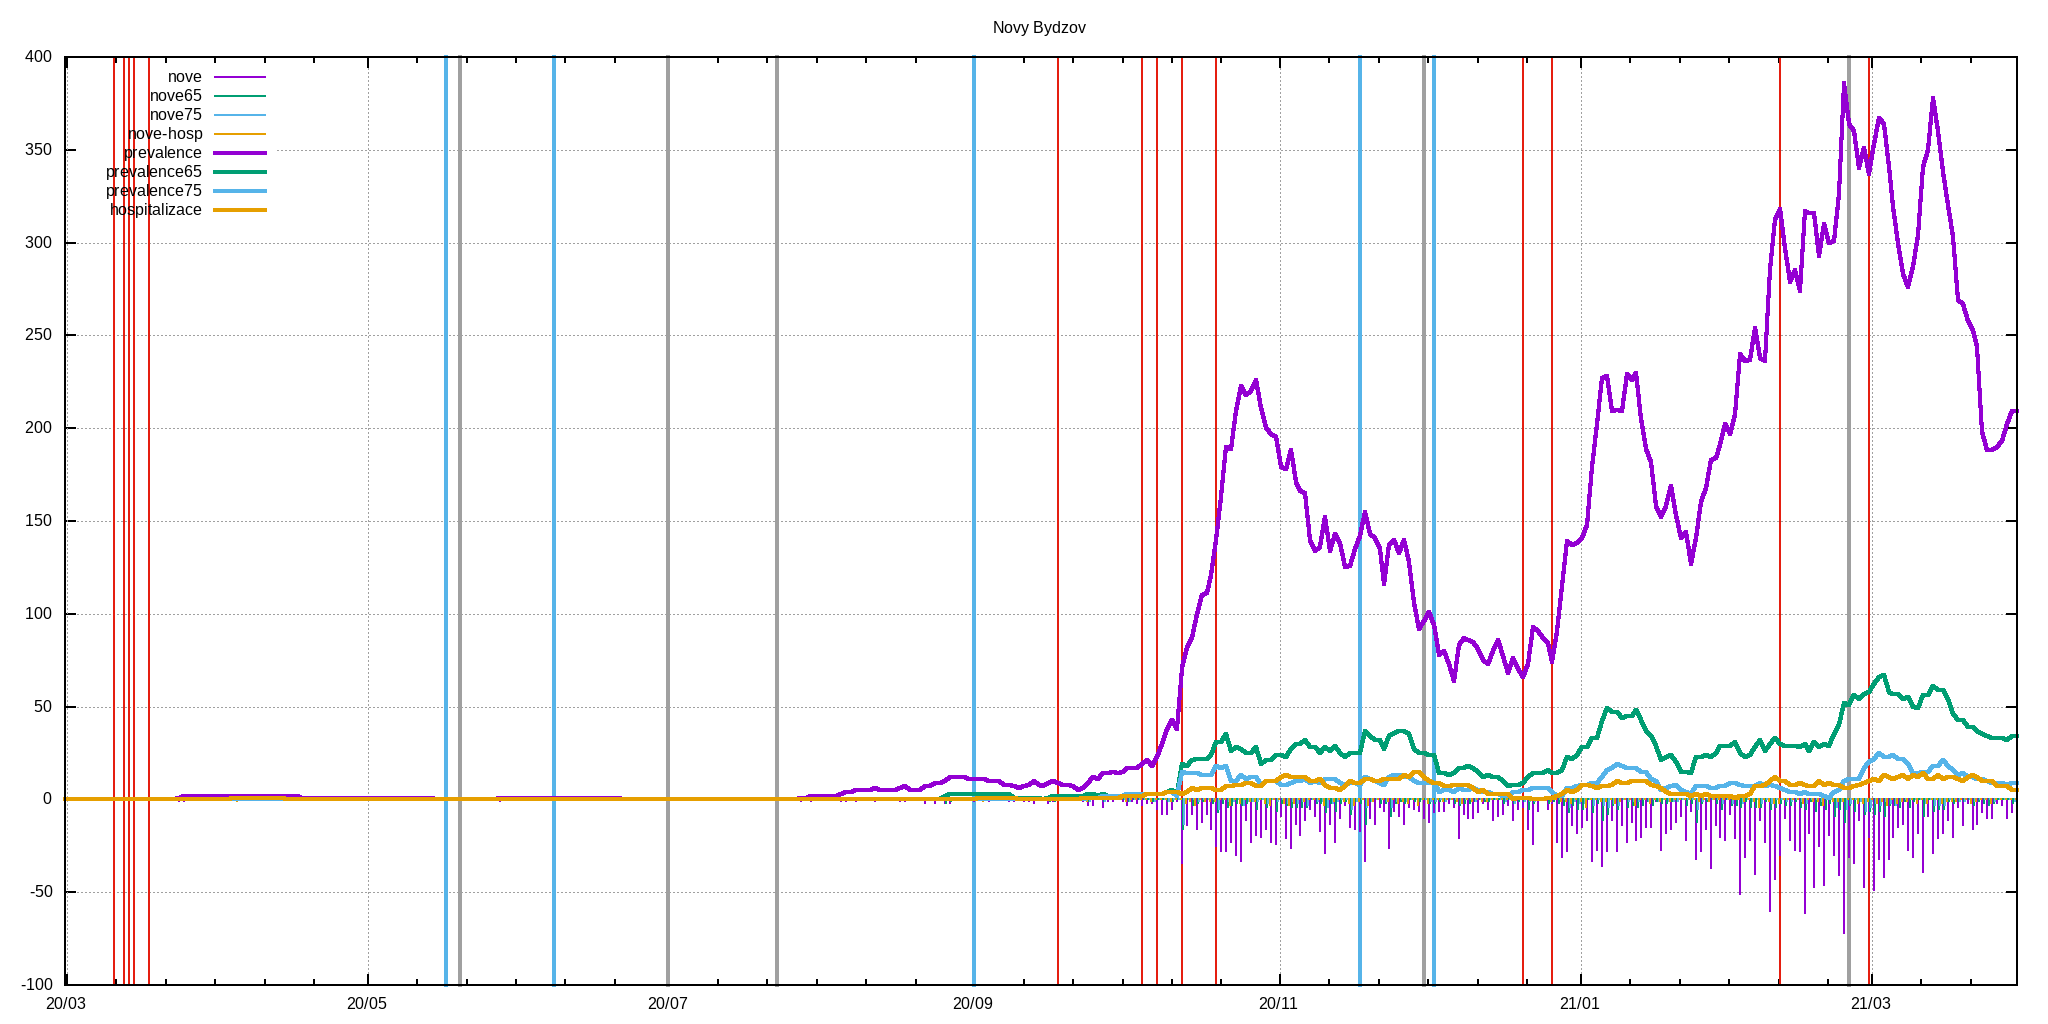 Novy Bydzov
400
350
300
250
200
150
100
50
0
-50
-100
nove
nove65
nove75
nove-hosp
prevalence
prevalence65
prevalence75
hospitalizace
20/03 20/05 20/07 20/09 20/11 21/01 21/03